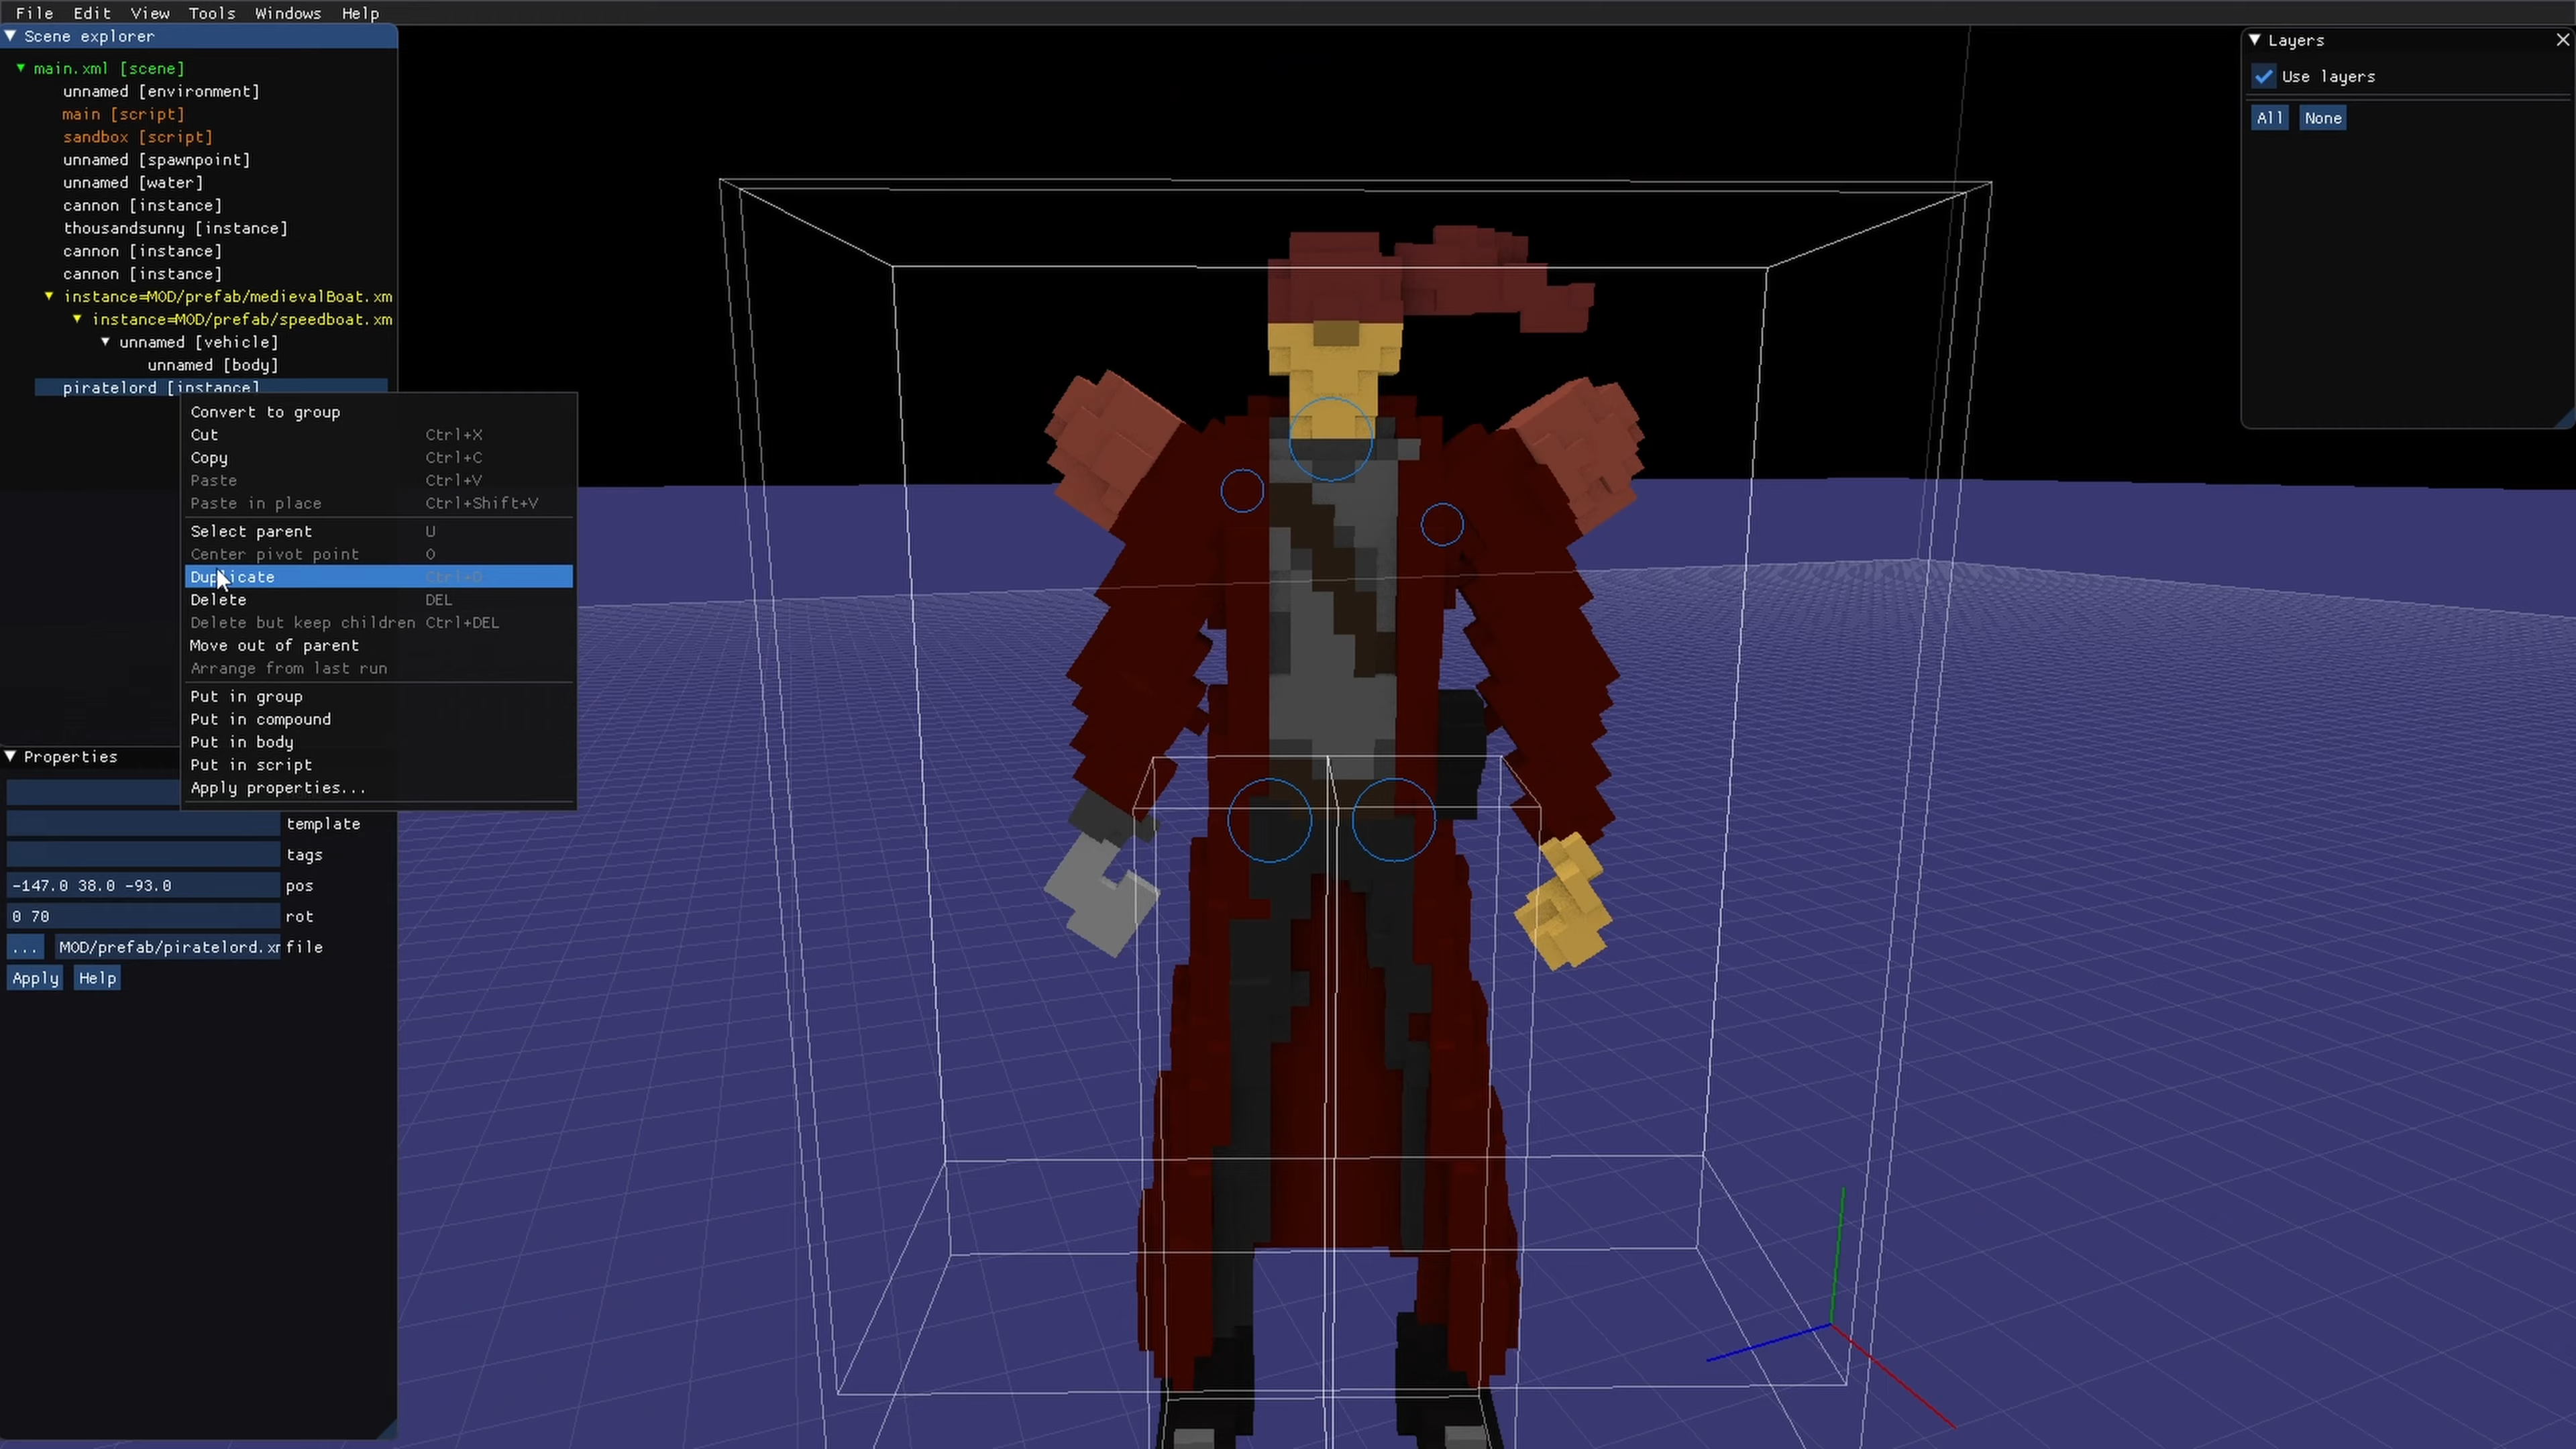 File Edit View Tools Windows Help
Scene explorer
main.xml [scene]
unnamed [environment]
main [script]
sandbox [script]
unnamed [spawnpoint]
unnamed [water]
cannon [instance]
thousandsunny [instance]
cannon [instance]
cannon [instance]
instance=MOD/prefab/medievalBoat.xm
instance=MOD/prefab/speedboat.xm
unnamed [vehicle]
unnamed [body]
piratelord [instance]
Convert to group
Cut Ctrl+X
Copy Ctrl+C
Paste Ctrl+V
Paste in place Ctrl+Shift+V
Select parent U
Center pivot point O
Duplicate Ctrl+D
Delete DEL
Delete but keep children Ctrl+DEL
Move out of parent
Arrange from last run
Put in group
Put in compound
Put in body
Put in script
Apply properties...
Properties
template
tags
-147.0 38.0 -93.0 pos
0 70 rot
... MOD/prefab/piratelord.xm file
Apply Help
Layers
Use layers
All None